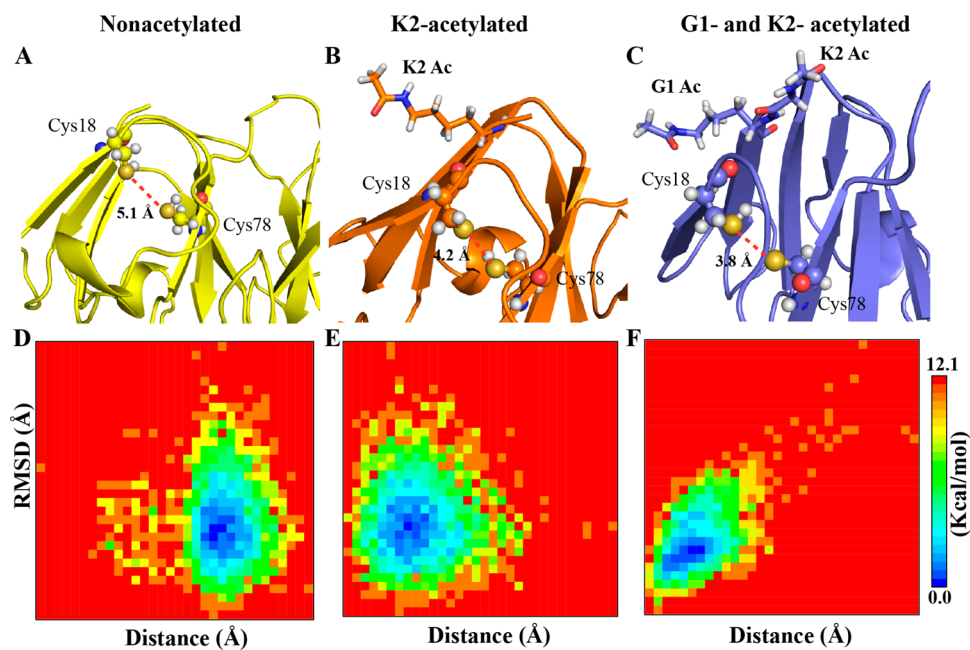 Nonacetylated
K2-acetylated
G1- and K2- acetylated
A
B
C
K2 Ac
K2 Ac
G1 Ac
Cys18
Cys18
Cys18
5.1 Å
4.2 Å
3.8 Å
Cys78
Cys78
Cys78
D
E
F
12.1
RMSD (Å)
(Kcal/mol)
0.0
Distance (Å)
Distance (Å)
Distance (Å)